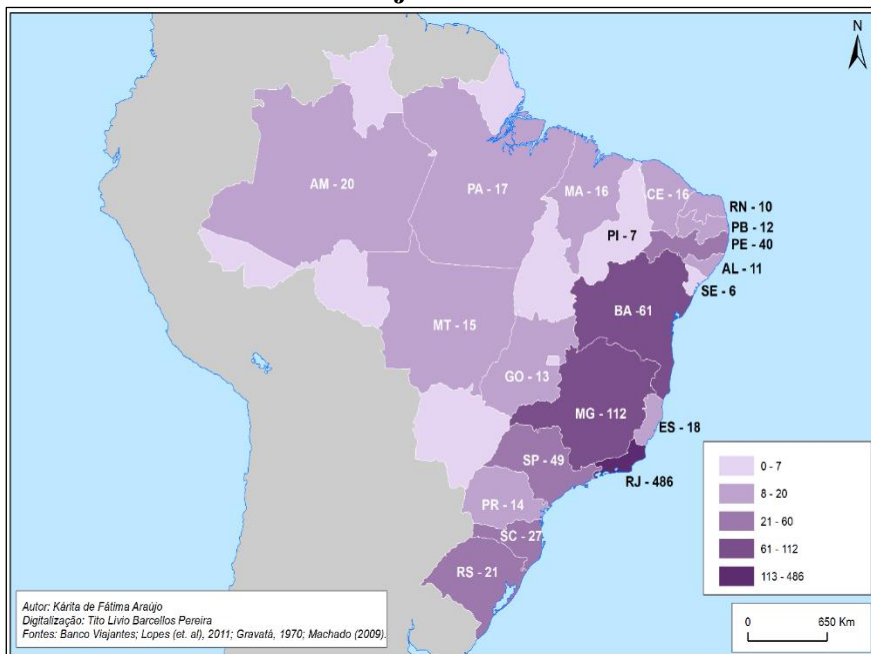 N
AM - 20
PA - 17
MA - 16
CE - 16
RN - 10
PI - 7
PB - 12
PE - 40
AL - 11
SE - 6
BA -61
MT - 15
GO - 13
MG - 112
ES - 18
SP - 49
RJ - 486
PR - 14
SC - 27
RS - 21
0 - 7
8 - 20
21 - 60
61 - 112
113 - 486
0 650 Km
Autor: Kárita de Fátima Araújo
Digitalização: Tito Livio Barcellos Pereira
Fontes: Banco Viajantes; Lopes (et. al), 2011; Gravatá, 1970; Machado (2009).